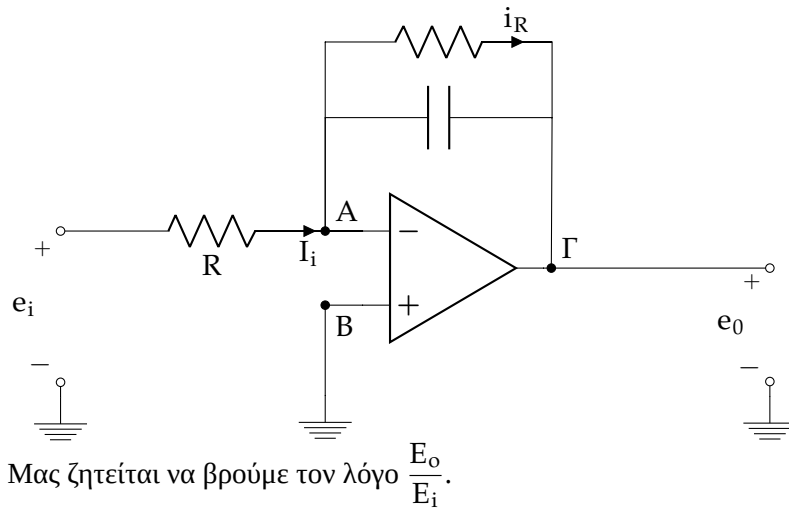 i_R
A
−
+
R
I_i
Γ
+
e_i
+
B
e_0
−
−
Μας ζητείται να βρούμε τον λόγο E_o/E_i.